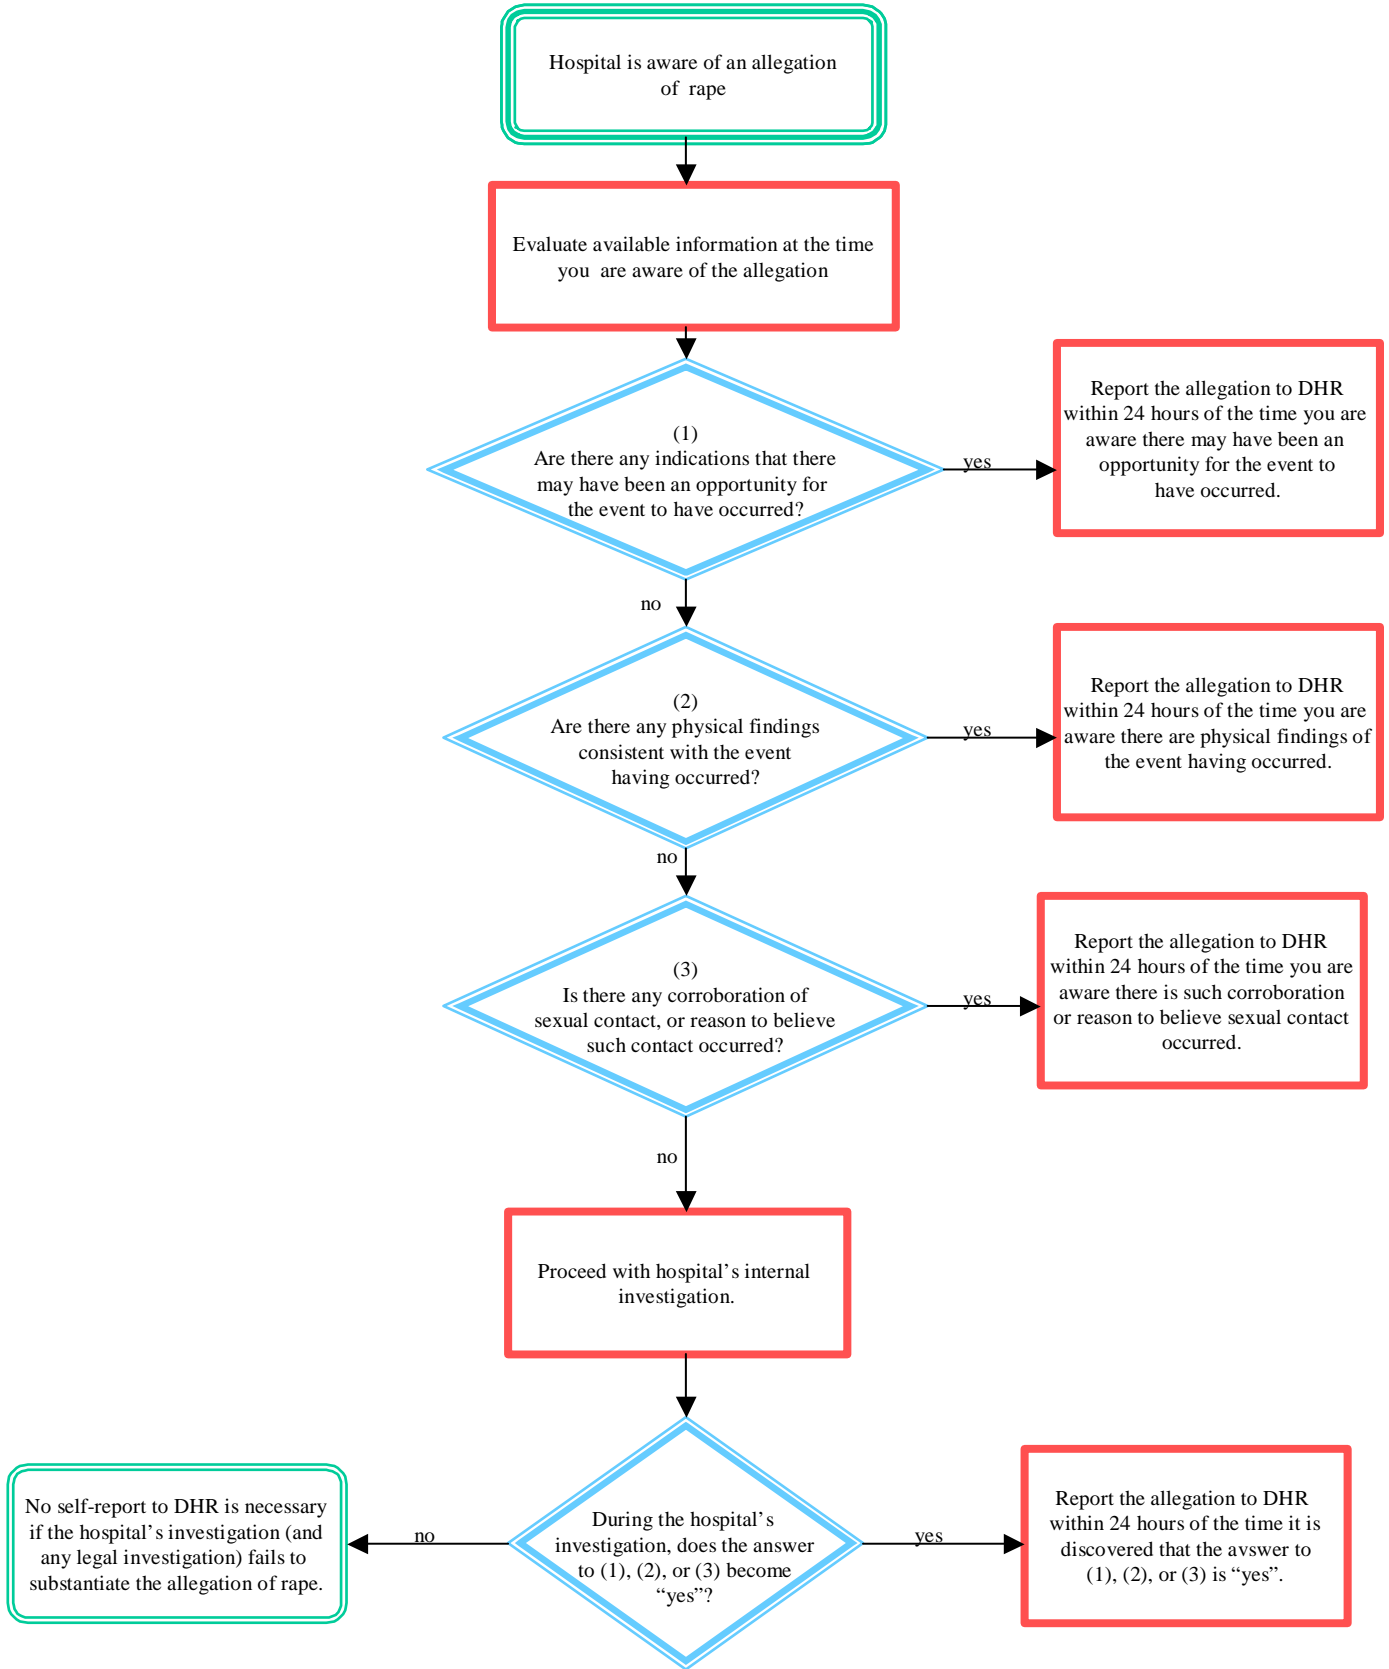 Hospital is aware of an allegation
of rape
Evaluate available information at the time
you are aware of the allegation
(1)
Are there any indications that there
may have been an opportunity for
the event to have occurred?
yes
Report the allegation to DHR
within 24 hours of the time you are
aware there may have been an
opportunity for the event to
have occurred.
no
(2)
Are there any physical findings
consistent with the event
having occurred?
yes
Report the allegation to DHR
within 24 hours of the time you are
aware there are physical findings of
the event having occurred.
no
(3)
Is there any corroboration of
sexual contact, or reason to believe
such contact occurred?
yes
Report the allegation to DHR
within 24 hours of the time you are
aware there is such corroboration
or reason to believe sexual contact
occurred.
no
Proceed with hospital’s internal
investigation.
During the hospital’s
investigation, does the answer
to (1), (2), or (3) become
“yes”?
no
No self-report to DHR is necessary
if the hospital’s investigation (and
any legal investigation) fails to
substantiate the allegation of rape.
yes
Report the allegation to DHR
within 24 hours of the time it is
discovered that the avswer to
(1), (2), or (3) is “yes”.